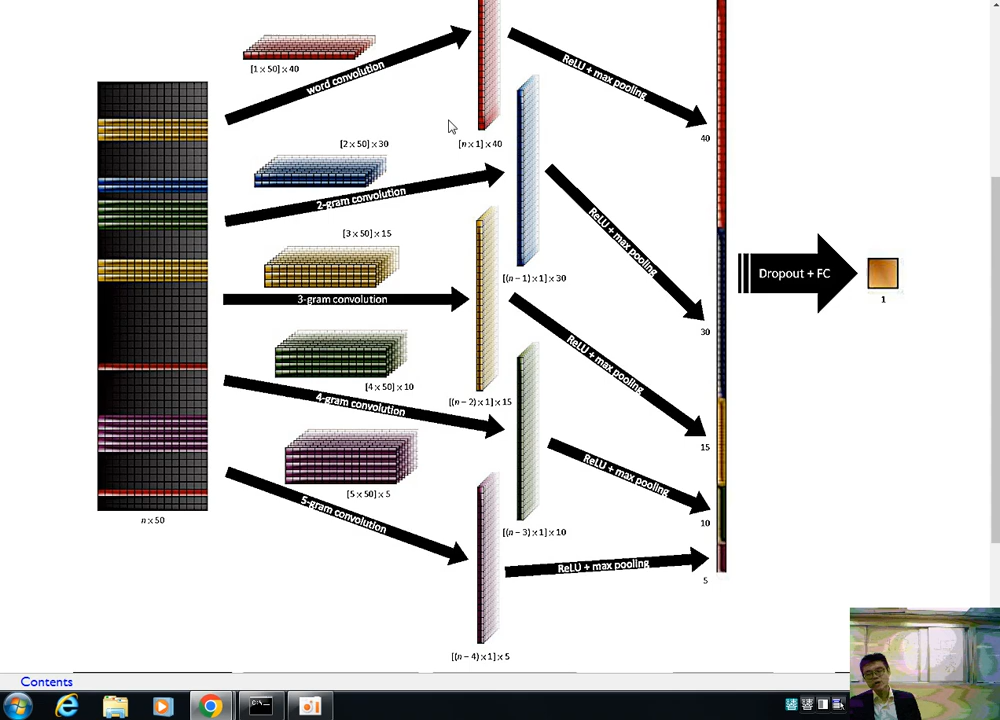 [1 x 50] x 40
word convolution
ReLU + max pooling
40
[n x 1] x 40
[2 x 50] x 30
2-gram convolution
ReLU + max pooling
30
[(n − 1) x 1] x 30
[3 x 50] x 15
3-gram convolution
ReLU + max pooling
15
[(n − 2) x 1] x 15
[4 x 50] x 10
4-gram convolution
ReLU + max pooling
10
[(n − 3) x 1] x 10
[5 x 50] x 5
5-gram convolution
ReLU + max pooling
5
[(n − 4) x 1] x 5
n x 50
Dropout + FC
1
Contents